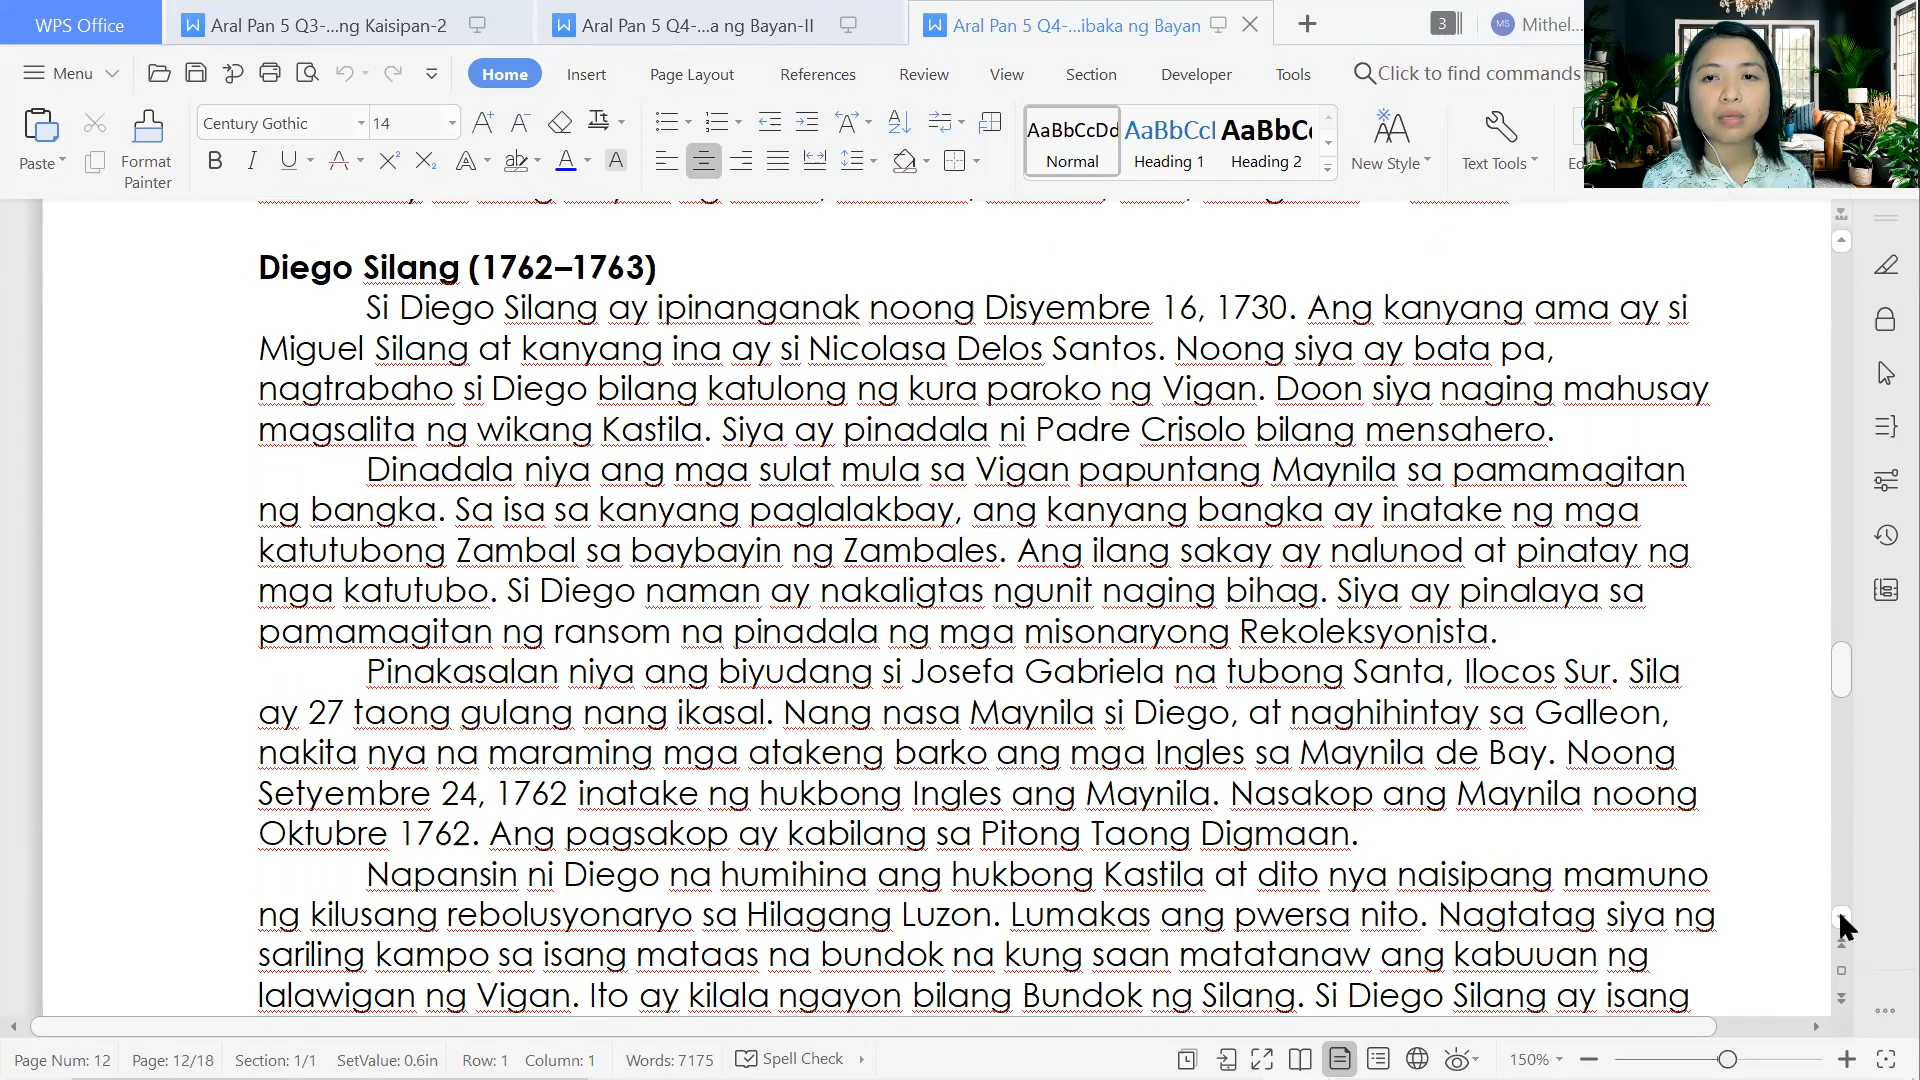 WPS Office
Aral Pan 5 Q3-...ng Kaisipan-2
Aral Pan 5 Q4-...a ng Bayan-II
Aral Pan 5 Q4-...ibaka ng Bayan
3
MS
Mithel...
Menu
Home
Insert
Page Layout
References
Review
View
Section
Developer
Tools
Click to find commands
Paste
Format Painter
Century Gothic
14
AaBbCcDd
Normal
AaBbCcl
Heading 1
AaBbC
Heading 2
New Style
Text Tools
Diego Silang (1762–1763)
Si Diego Silang ay ipinanganak noong Disyembre 16, 1730. Ang kanyang ama ay si
Miguel Silang at kanyang ina ay si Nicolasa Delos Santos. Noong siya ay bata pa,
nagtrabaho si Diego bilang katulong ng kura paroko ng Vigan. Doon siya naging mahusay
magsalita ng wikang Kastila. Siya ay pinadala ni Padre Crisolo bilang mensahero.
Dinadala niya ang mga sulat mula sa Vigan papuntang Maynila sa pamamagitan
ng bangka. Sa isa sa kanyang paglalakbay, ang kanyang bangka ay inatake ng mga
katutubong Zambal sa baybayin ng Zambales. Ang ilang sakay ay nalunod at pinatay ng
mga katutubo. Si Diego naman ay nakaligtas ngunit naging bihag. Siya ay pinalaya sa
pamamagitan ng ransom na pinadala ng mga misonaryong Rekoleksyonista.
Pinakasalan niya ang biyudang si Josefa Gabriela na tubong Santa, Ilocos Sur. Sila
ay 27 taong gulang nang ikasal. Nang nasa Maynila si Diego, at naghihintay sa Galleon,
nakita nya na maraming mga atakeng barko ang mga Ingles sa Maynila de Bay. Noong
Setyembre 24, 1762 inatake ng hukbong Ingles ang Maynila. Nasakop ang Maynila noong
Oktubre 1762. Ang pagsakop ay kabilang sa Pitong Taong Digmaan.
Napansin ni Diego na humihina ang hukbong Kastila at dito nya naisipang mamuno
ng kilusang rebolusyonaryo sa Hilagang Luzon. Lumakas ang pwersa nito. Nagtatag siya ng
sariling kampo sa isang mataas na bundok na kung saan matatanaw ang kabuuan ng
lalawigan ng Vigan. Ito ay kilala ngayon bilang Bundok ng Silang. Si Diego Silang ay isang
Page Num: 12
Page: 12/18
Section: 1/1
SetValue: 0.6in
Row: 1
Column: 1
Words: 7175
Spell Check
150%